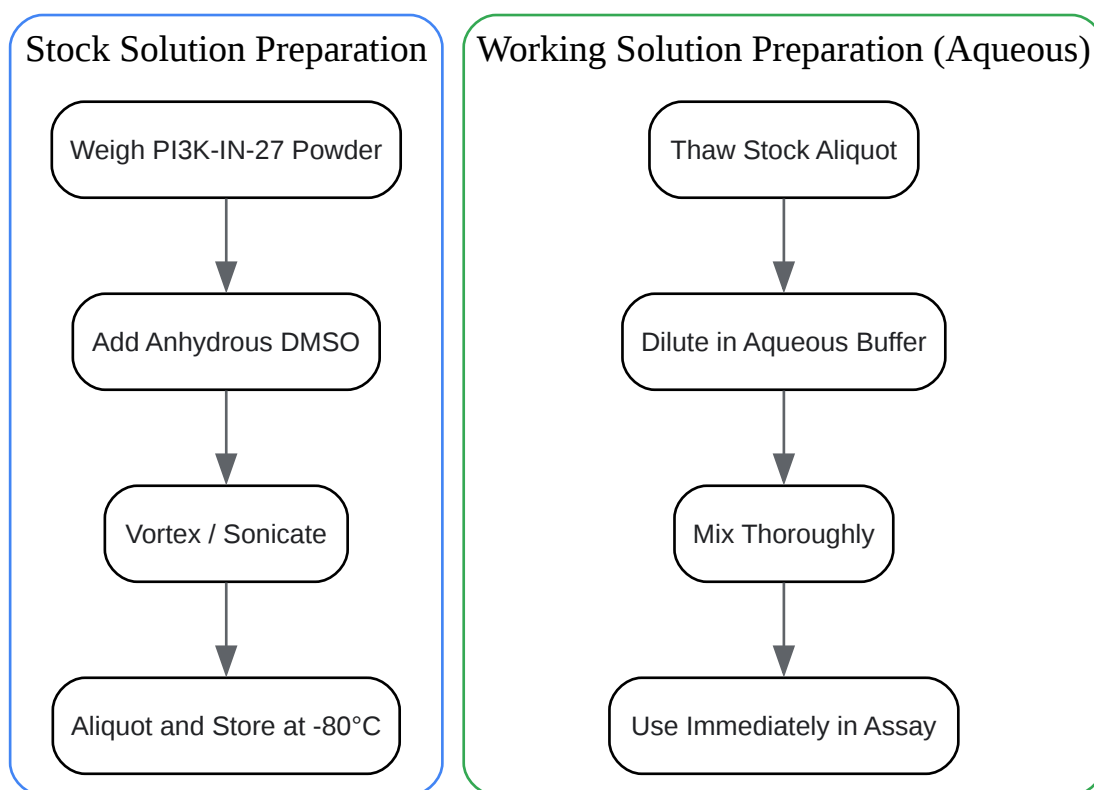 Stock Solution Preparation
Weigh PI3K-IN-27 Powder
Add Anhydrous DMSO
Vortex / Sonicate
Aliquot and Store at -80°C
Working Solution Preparation (Aqueous)
Thaw Stock Aliquot
Dilute in Aqueous Buffer
Mix Thoroughly
Use Immediately in Assay